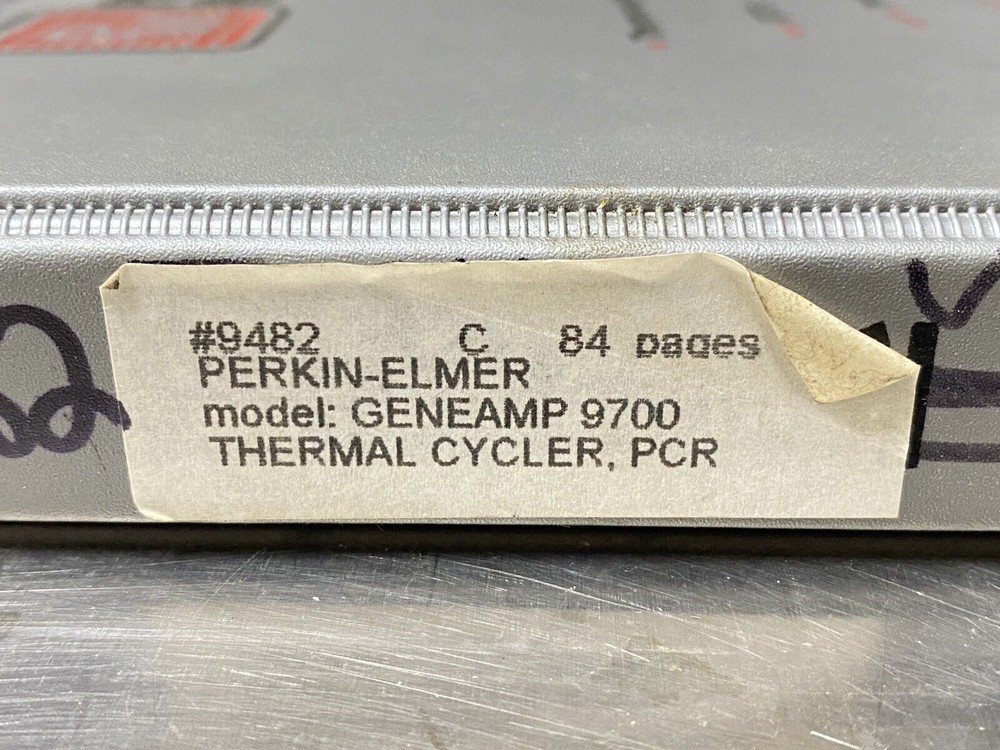 #9482 C 84 pages
PERKIN-ELMER
model: GENEAMP 9700
THERMAL CYCLER, PCR